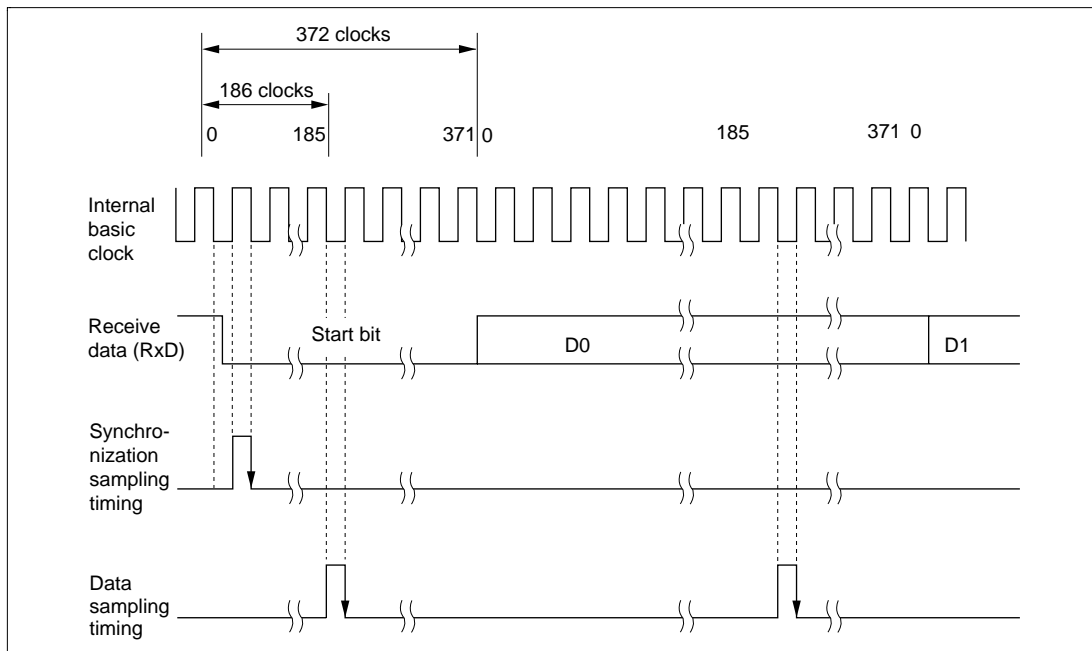 372 clocks
186 clocks
0 185 371 0 185 371 0
Internal
basic
clock
Receive
data (RxD)
Start bit
D0
D1
Synchro-
nization
sampling
timing
Data
sampling
timing